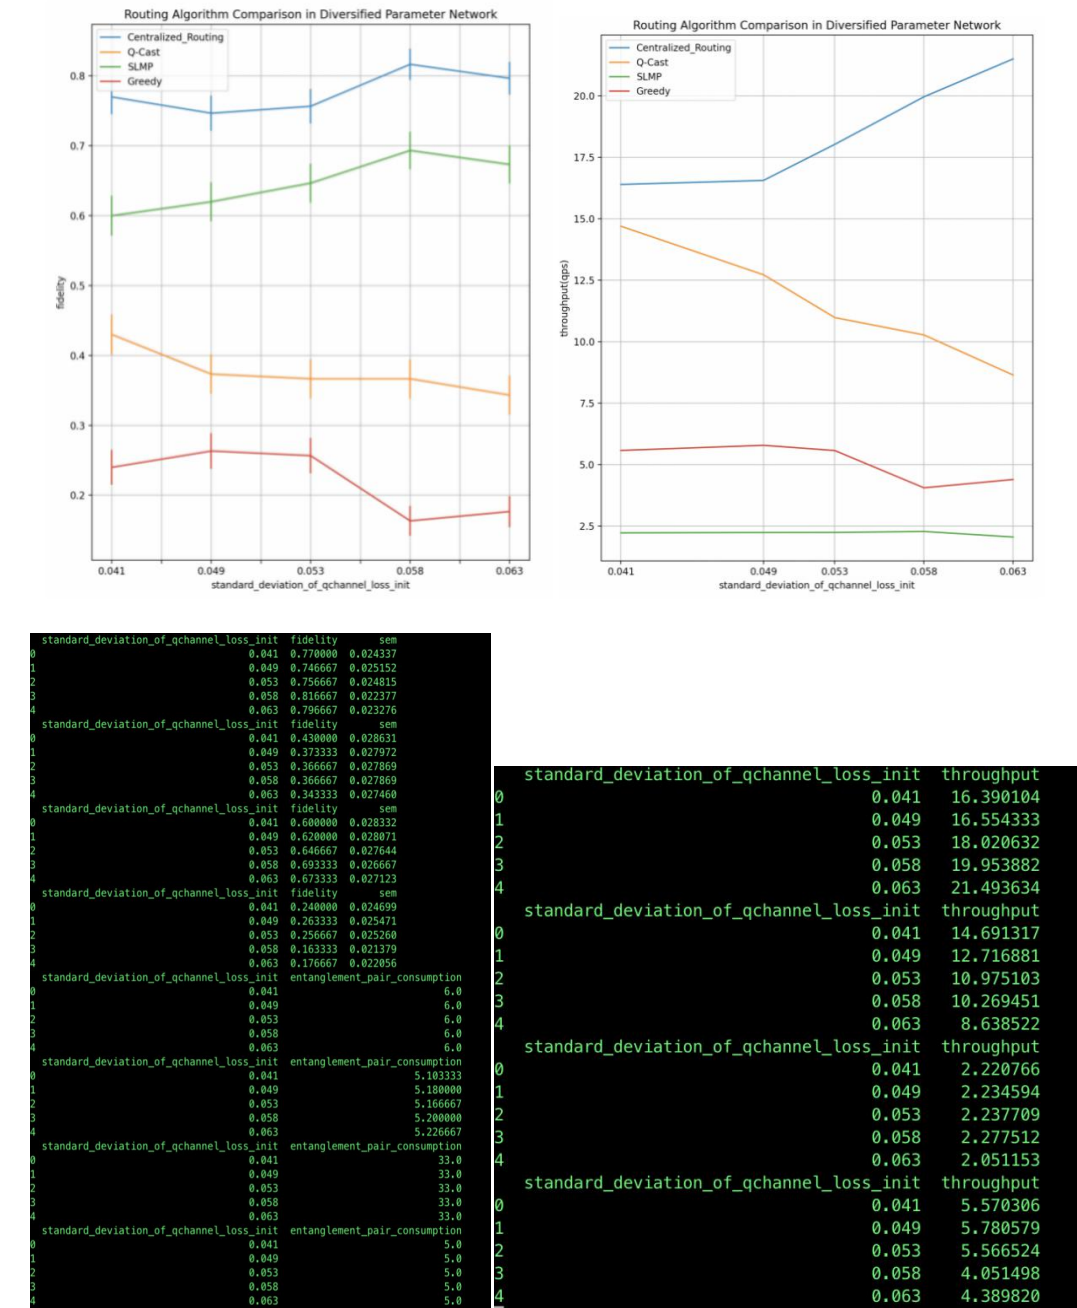 Routing Algorithm Comparison in Diversified Parameter Network
Centralized_Routing
Q-Cast
SLMP
Greedy
0.8
0.7
0.6
0.5
0.4
0.3
0.2
fidelity
0.041
0.049
0.053
0.058
0.063
standard_deviation_of_qchannel_loss_init
Routing Algorithm Comparison in Diversified Parameter Network
Centralized_Routing
Q-Cast
SLMP
Greedy
20.0
17.5
15.0
12.5
10.0
7.5
5.0
2.5
throughput(qps)
0.041
0.049
0.053
0.058
0.063
standard_deviation_of_qchannel_loss_init
standard_deviation_of_qchannel_loss_init fidelity sem
0 0.041 0.770000 0.024337
1 0.049 0.746667 0.025152
2 0.053 0.756667 0.024815
3 0.058 0.816667 0.022377
4 0.063 0.796667 0.023276
standard_deviation_of_qchannel_loss_init fidelity sem
0 0.041 0.430000 0.028631
1 0.049 0.373333 0.027972
2 0.053 0.366667 0.027869
3 0.058 0.366667 0.027869
4 0.063 0.343333 0.027460
standard_deviation_of_qchannel_loss_init fidelity sem
0 0.041 0.600000 0.028332
1 0.049 0.620000 0.028071
2 0.053 0.646667 0.027644
3 0.058 0.693333 0.026667
4 0.063 0.673333 0.027123
standard_deviation_of_qchannel_loss_init fidelity sem
0 0.041 0.240000 0.024699
1 0.049 0.263333 0.025471
2 0.053 0.256667 0.025260
3 0.058 0.163333 0.021379
4 0.063 0.176667 0.022056
standard_deviation_of_qchannel_loss_init entanglement_pair_consumption
0 0.041 6.0
1 0.049 6.0
2 0.053 6.0
3 0.058 6.0
4 0.063 6.0
standard_deviation_of_qchannel_loss_init entanglement_pair_consumption
0 0.041 5.103333
1 0.049 5.180000
2 0.053 5.166667
3 0.058 5.200000
4 0.063 5.226667
standard_deviation_of_qchannel_loss_init entanglement_pair_consumption
0 0.041 33.0
1 0.049 33.0
2 0.053 33.0
3 0.058 33.0
4 0.063 33.0
standard_deviation_of_qchannel_loss_init entanglement_pair_consumption
0 0.041 5.0
1 0.049 5.0
2 0.053 5.0
3 0.058 5.0
4 0.063 5.0
standard_deviation_of_qchannel_loss_init throughput
0 0.041 16.390104
1 0.049 16.554333
2 0.053 18.020632
3 0.058 19.953882
4 0.063 21.493634
standard_deviation_of_qchannel_loss_init throughput
0 0.041 14.691317
1 0.049 12.716881
2 0.053 10.975103
3 0.058 10.269451
4 0.063 8.638522
standard_deviation_of_qchannel_loss_init throughput
0 0.041 2.220766
1 0.049 2.234594
2 0.053 2.237709
3 0.058 2.277512
4 0.063 2.051153
standard_deviation_of_qchannel_loss_init throughput
0 0.041 5.570306
1 0.049 5.780579
2 0.053 5.566524
3 0.058 4.051498
4 0.063 4.389820